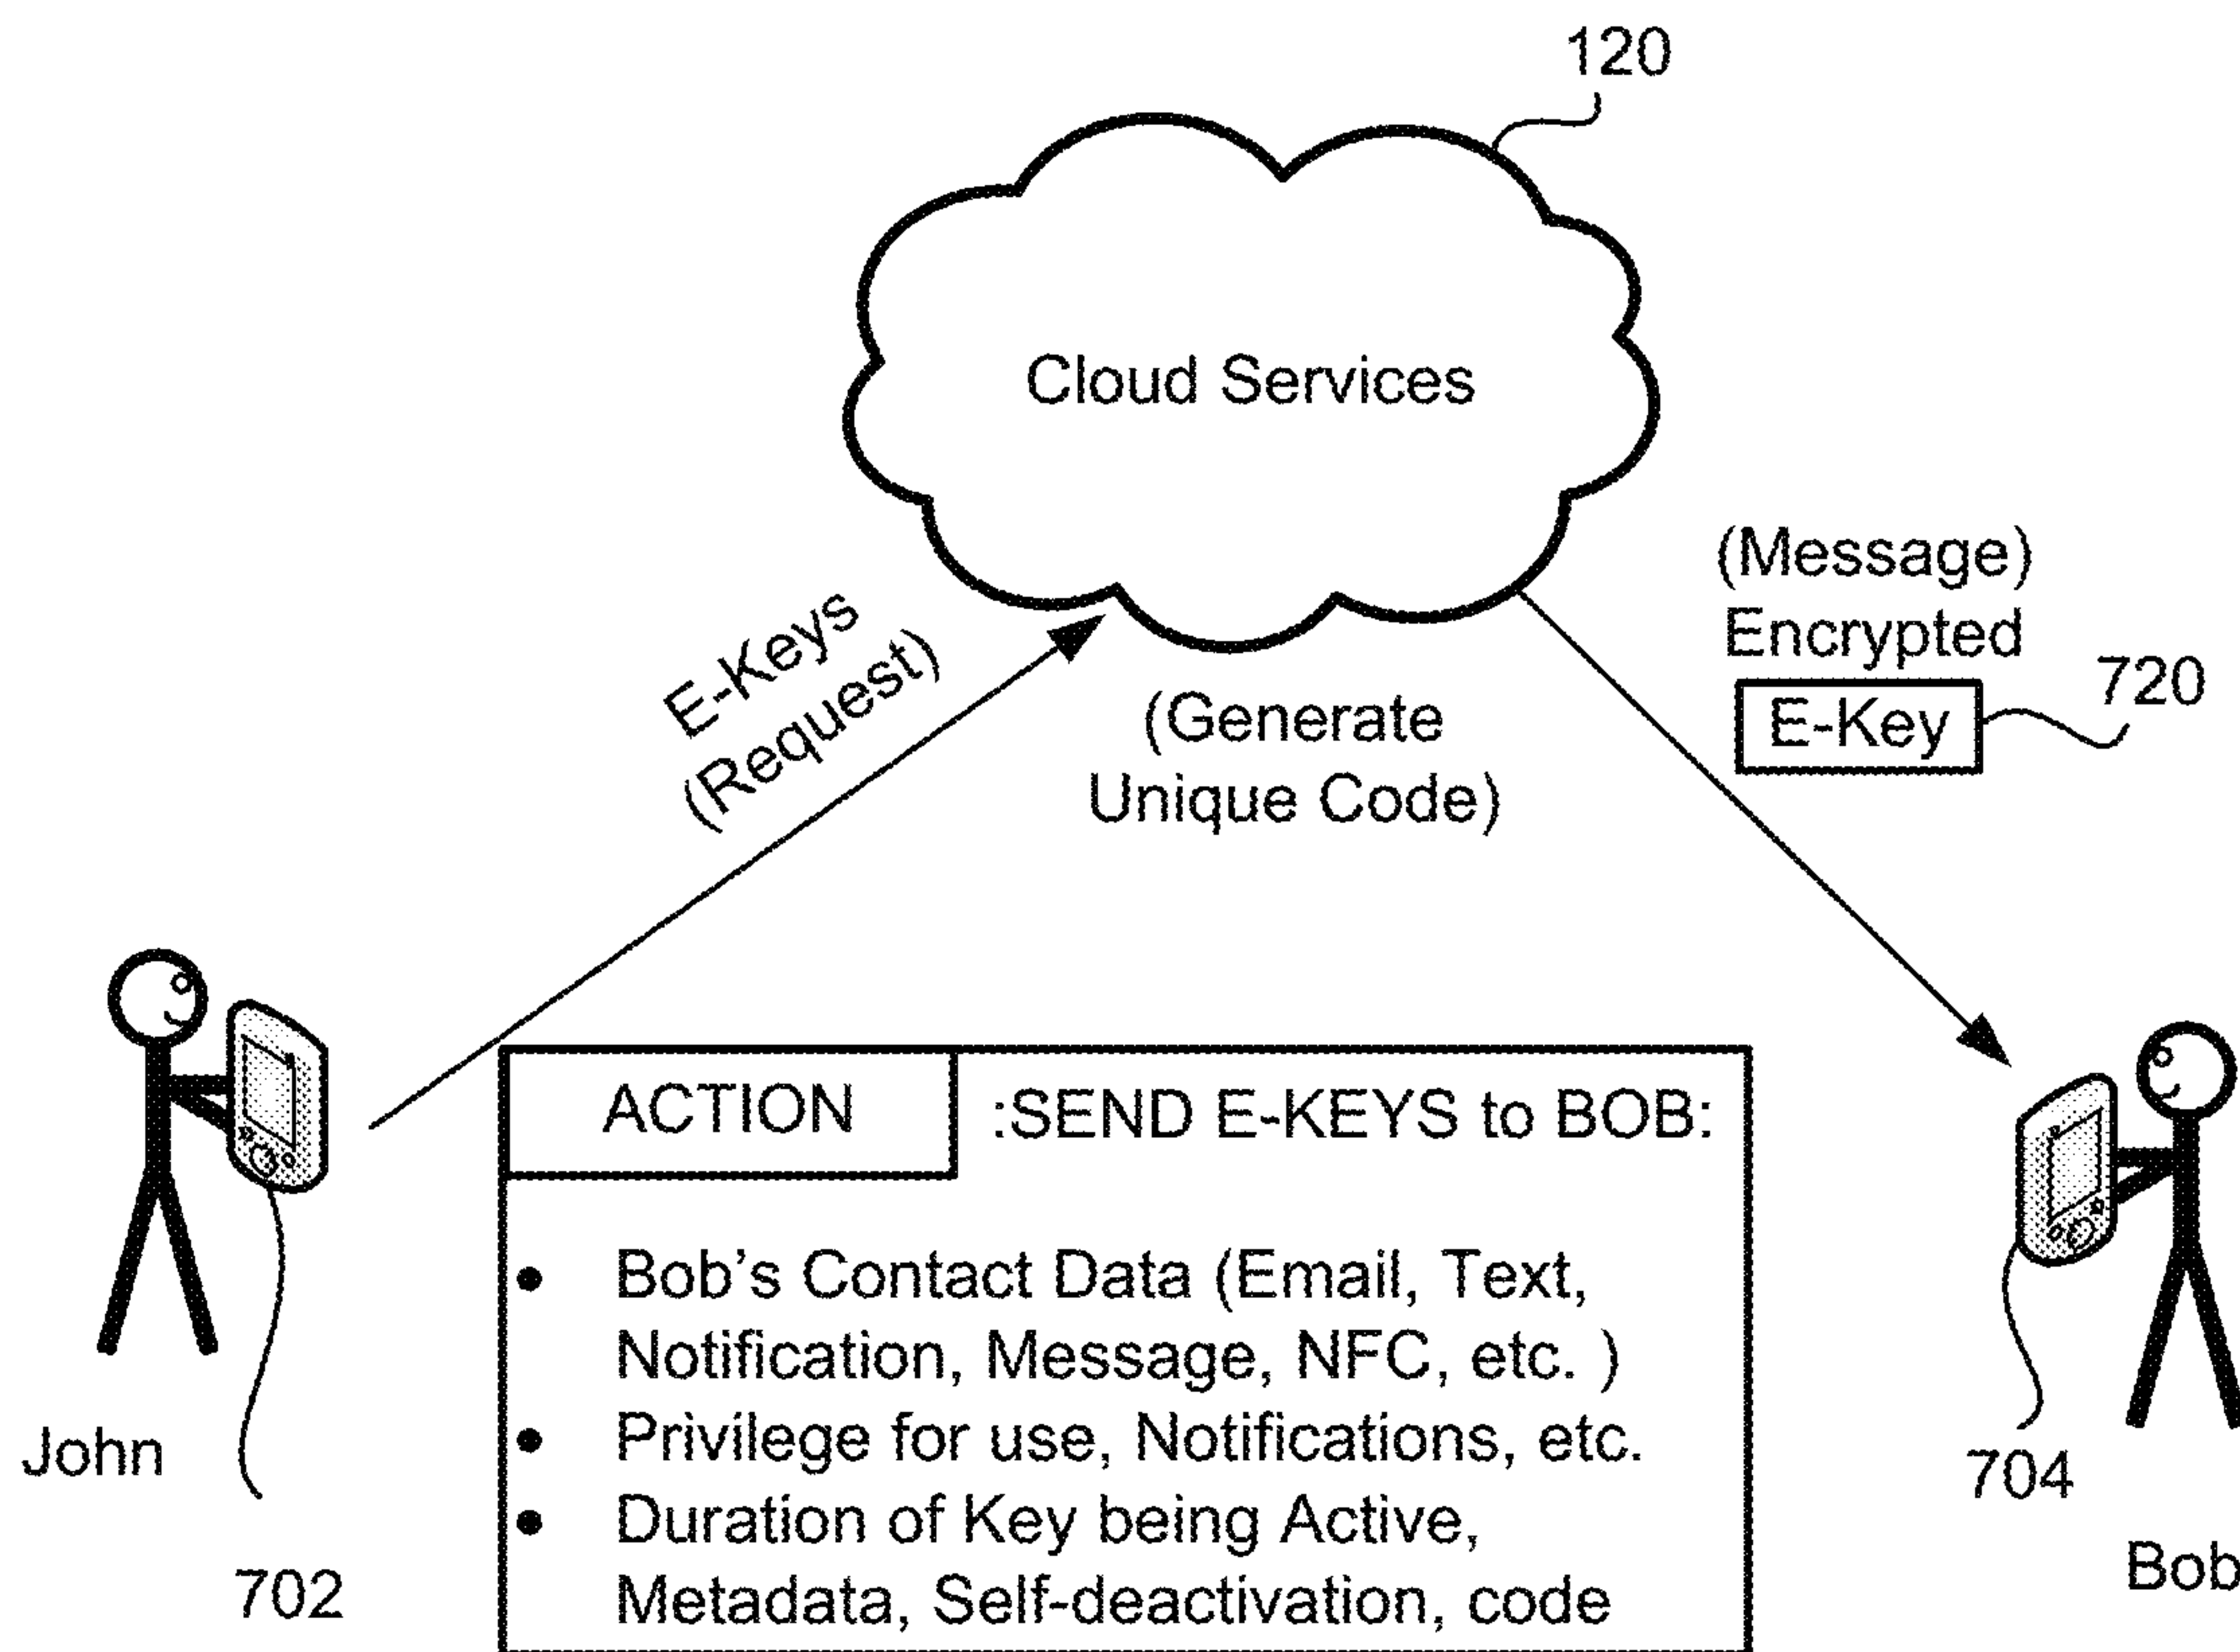 120
Cloud Services
(Message)
Encrypted
E-Key
720
E-Keys
(Request)
(Generate
Unique Code)
ACTION :SEND E-KEYS to BOB:
• Bob's Contact Data (Email, Text,
Notification, Message, NFC, etc. )
• Privilege for use, Notifications, etc.
• Duration of Key being Active,
Metadata, Self-deactivation, code
John
702
704
Bob